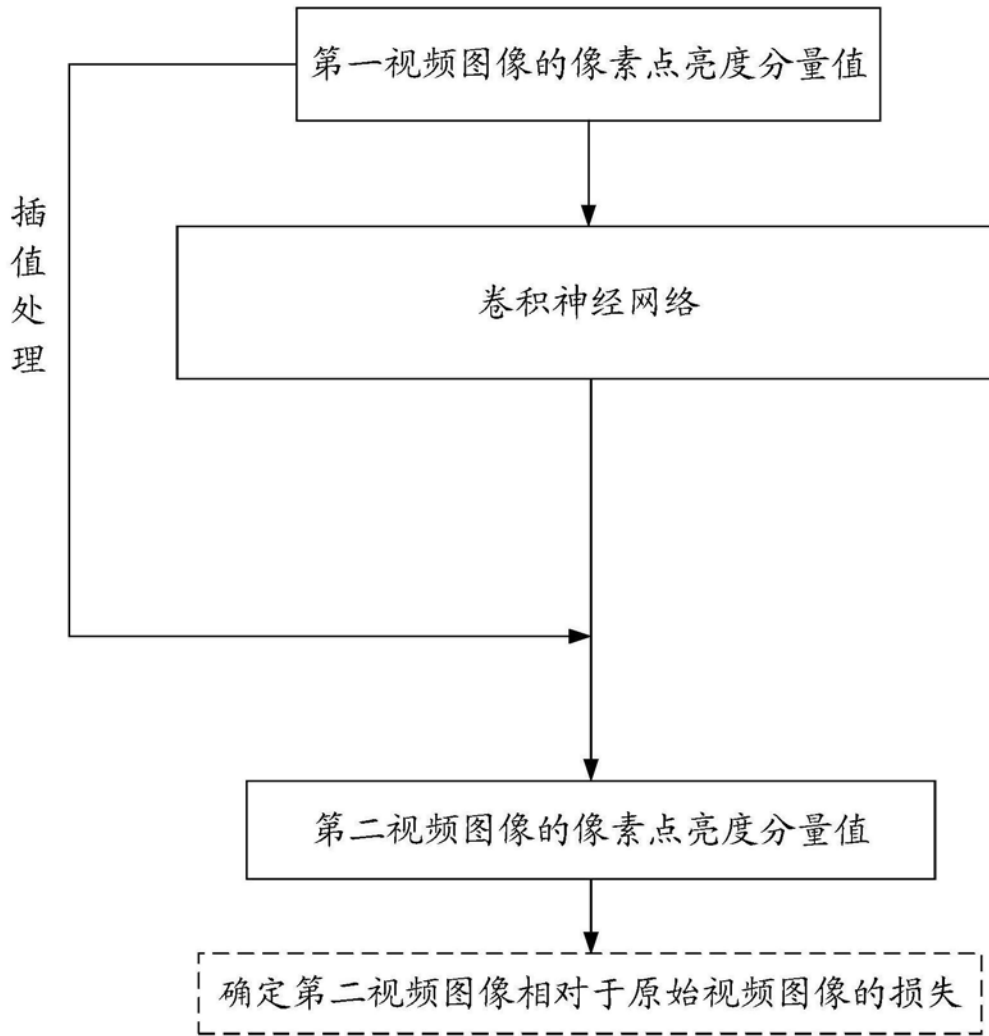 第一视频图像的像素点亮度分量值
插值处理
卷积神经网络
第二视频图像的像素点亮度分量值
确定第二视频图像相对于原始视频图像的损失